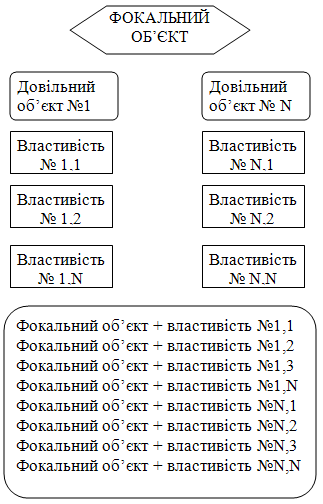 ФОКАЛЬНИЙ
ОБ’ЄКТ
Довільний
об’єкт №1
Довільний
об’єкт № N
Властивість
№ 1,1
Властивість
№ N,1
Властивість
№ 1,2
Властивість
№ N,2
Властивість
№ 1,N
Властивість
№ N,N
Фокальний об’єкт + властивість №1,1
Фокальний об’єкт + властивість №1,2
Фокальний об’єкт + властивість №1,3
Фокальний об’єкт + властивість №1,N
Фокальний об’єкт + властивість №N,1
Фокальний об’єкт + властивість №N,2
Фокальний об’єкт + властивість №N,3
Фокальний об’єкт + властивість №N,N